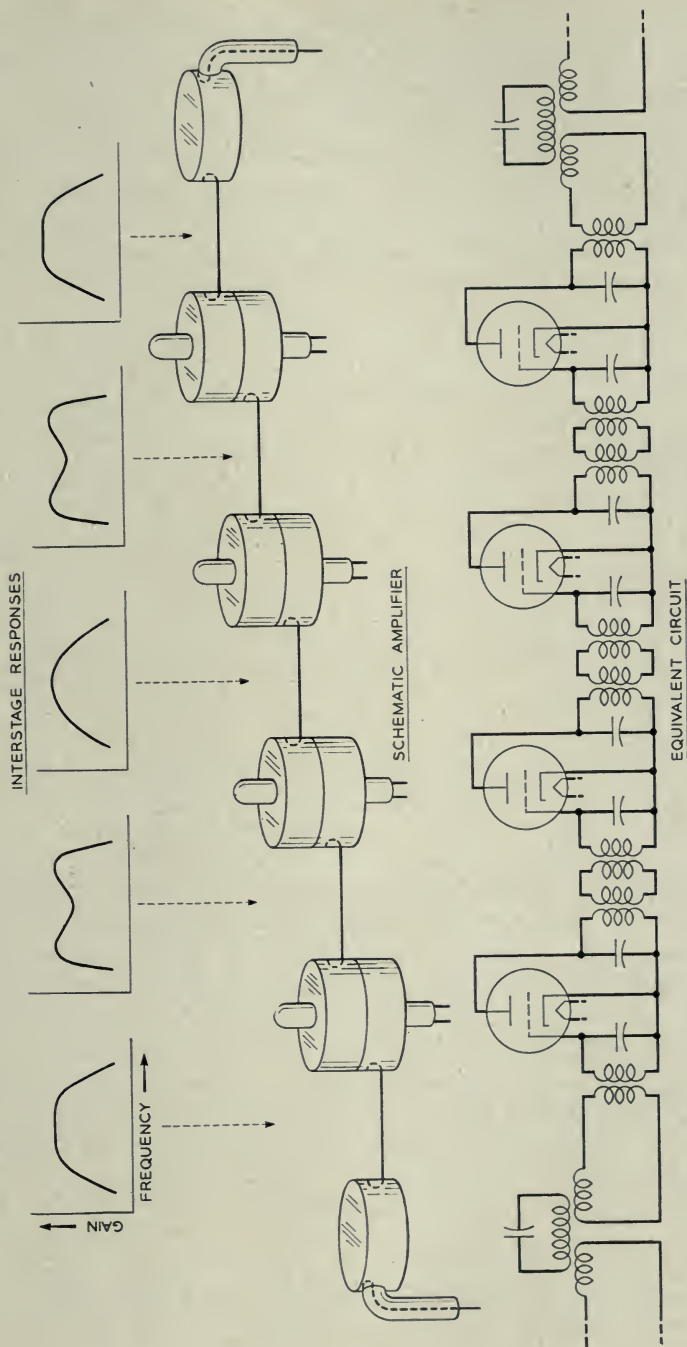 INTERSTAGE RESPONSES
GAIN
FREQUENCY
SCHEMATIC AMPLIFIER
EQUIVALENT CIRCUIT